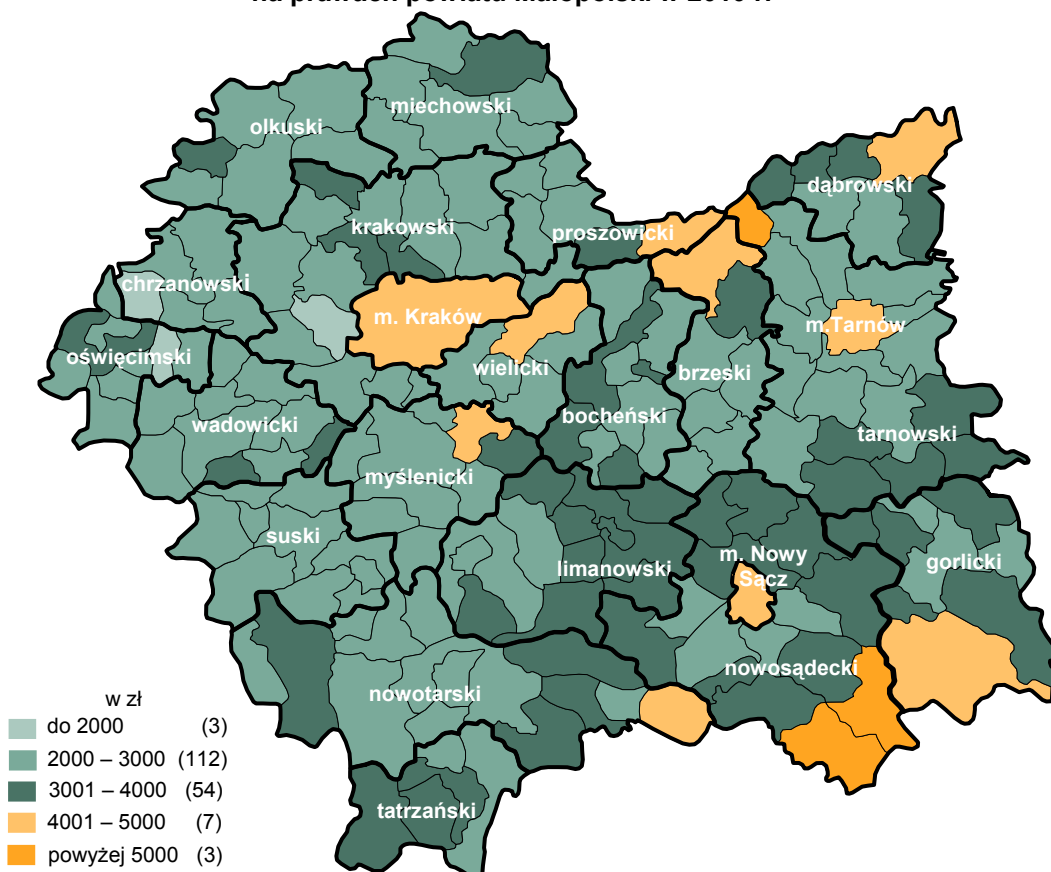 olkuski
miechowski
dąbrowski
krakowski
proszowicki
chrzanowski
m. Kraków
m.Tarnów
oświęcimski
wielicki
brzeski
wadowicki
bocheński
tarnowski
myślenicki
suski
limanowski
m. Nowy
Sącz
gorlicki
nowotarski
nowosądecki
tatrzański
w zł
do 2000 (3)
2000 – 3000 (112)
3001 – 4000 (54)
4001 – 5000 (7)
powyżej 5000 (3)